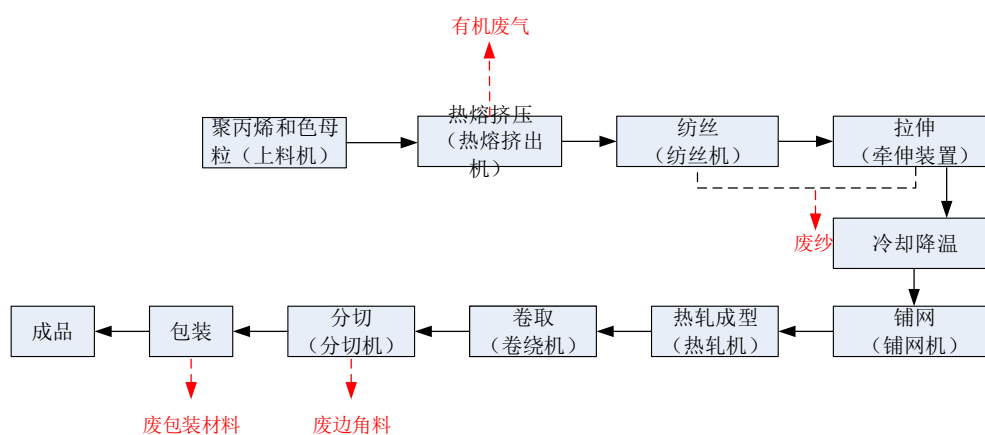 有机废气
聚丙烯和色母
粒（上料机）
热熔挤压
（热熔挤出
机）
纺丝
（纺丝机）
拉伸
（牵伸装置）
废纱
冷却降温
成品
包装
分切
（分切机）
卷取
（卷绕机）
热轧成型
（热轧机）
铺网
（铺网机）
废包装材料
废边角料